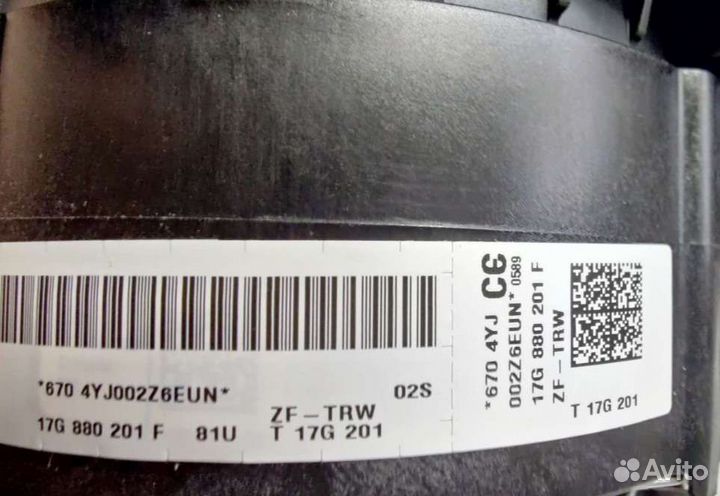 *670 4YJ002Z6EUN* 02S
17G 880 201 F 81U
ZF-TRW
T 17G 201
*670 4YJ CE
002Z6EUN* 0589
17G 880 201 F
ZF-TRW
T 17G 201
Avito